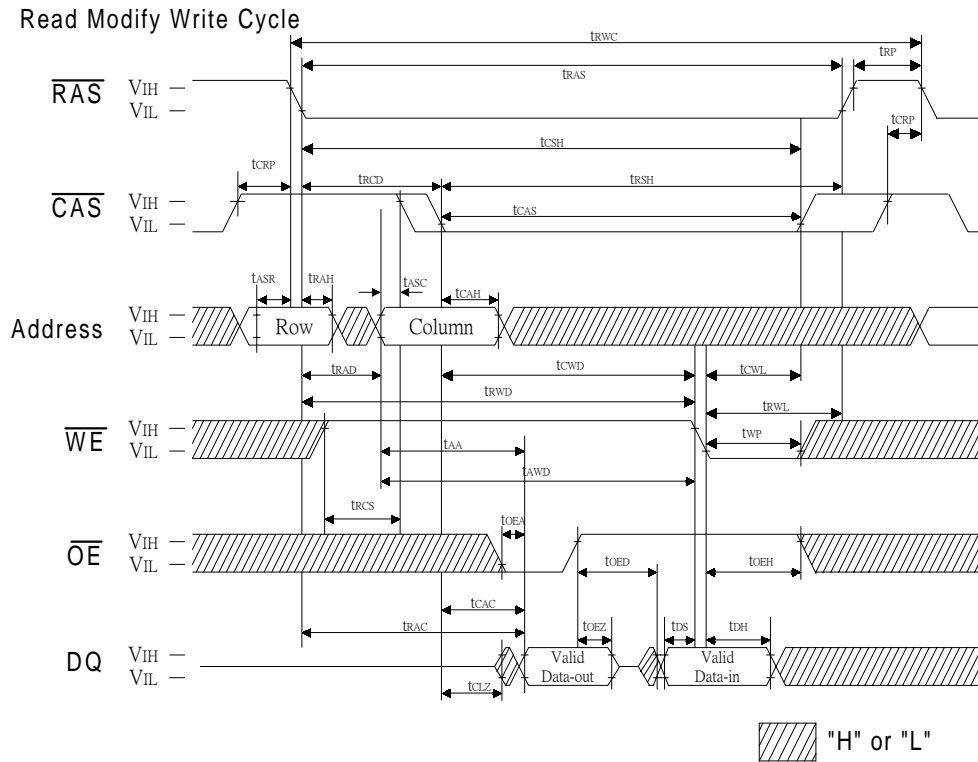 Read Modify Write Cycle
tRWC
tRP
tRAS
RAS
VIH
VIL
tCRP
tCSH
tCRP
tRCD
tRSH
CAS
VIH
VIL
tCAS
tASR
tRAH
tASC
tCAH
Address
VIH
VIL
Row
Column
tRAD
tCWD
tCWL
tRWD
tRWL
WE
VIH
VIL
tAA
tWP
tAWD
tRCS
tOEA
OE
VIH
VIL
tOED
tOEH
tCAC
tRAC
tOEZ
tDS
tDH
DQ
VIH
VIL
Valid
Data-out
Valid
Data-in
tCLZ
"H" or "L"